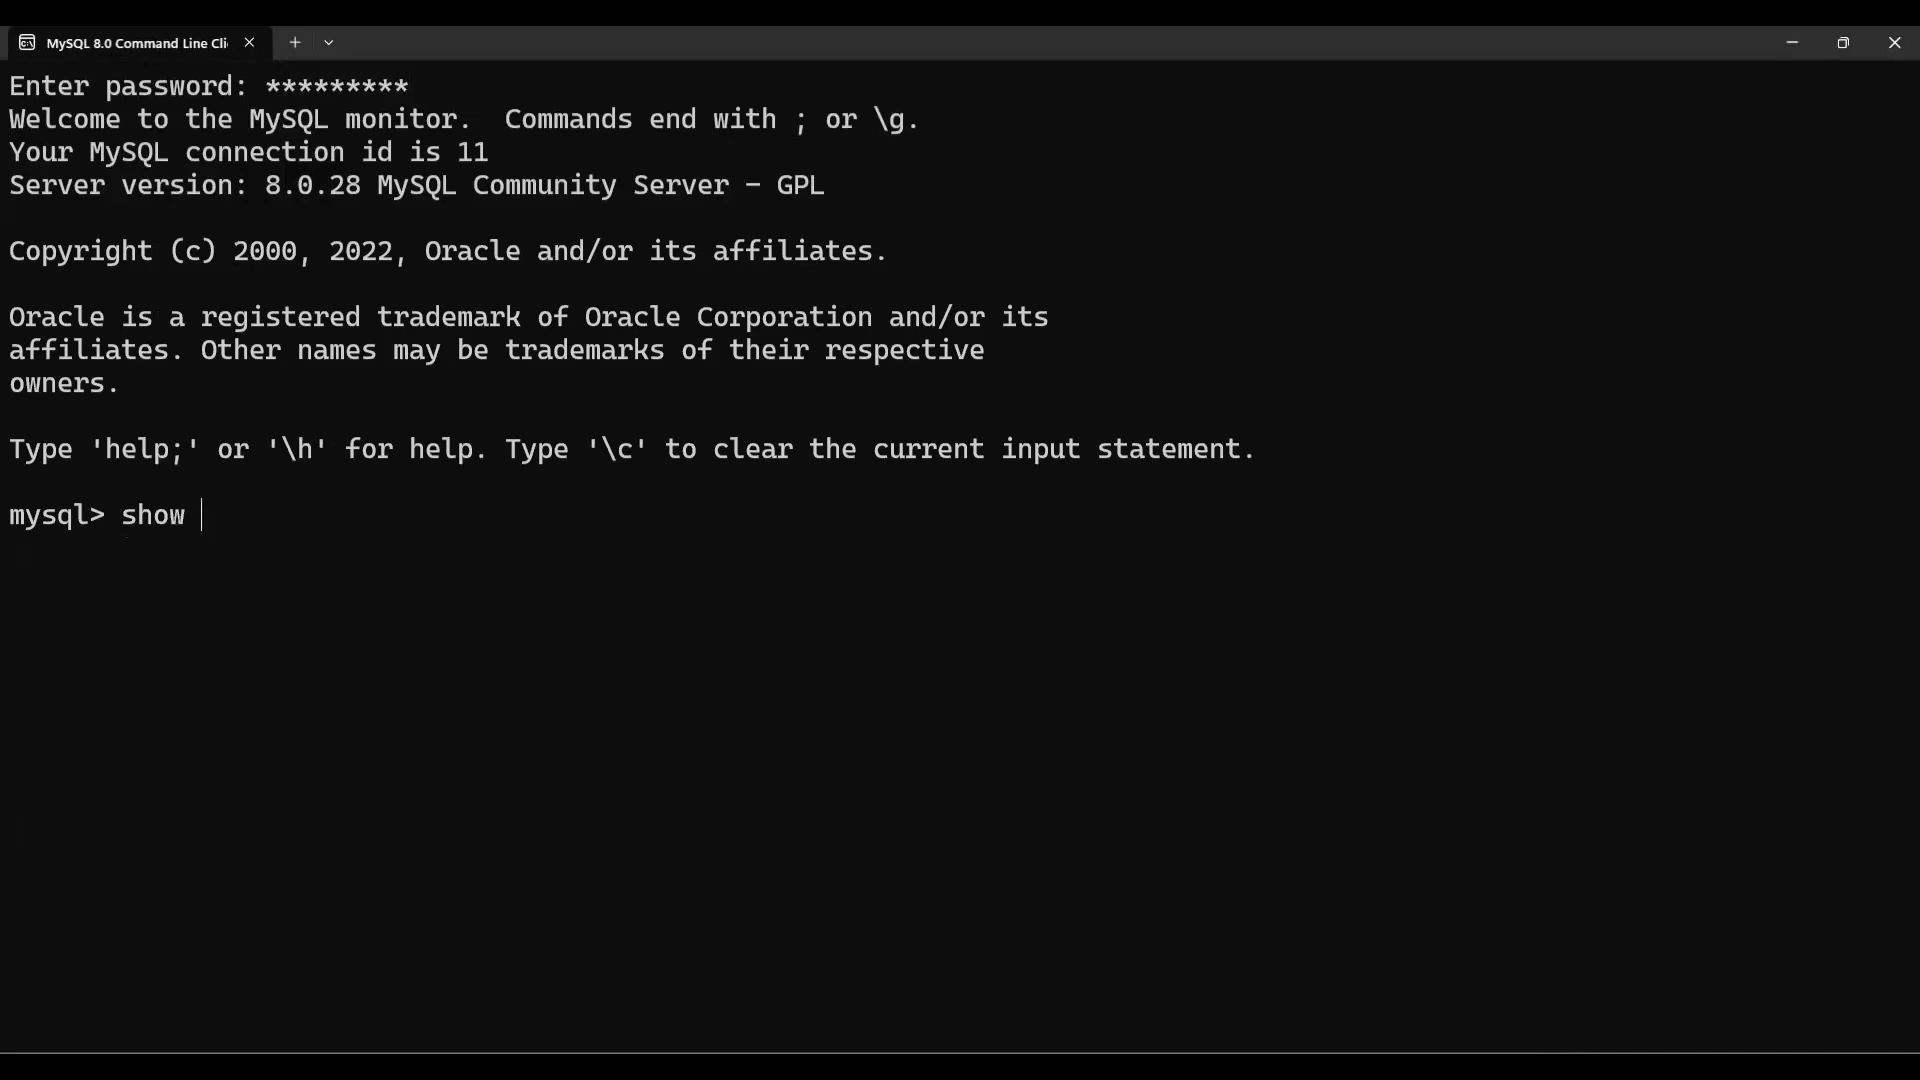 MySQL 8.0 Command Line Cli
Enter password: *********
Welcome to the MySQL monitor.  Commands end with ; or \g.
Your MySQL connection id is 11
Server version: 8.0.28 MySQL Community Server - GPL
Copyright (c) 2000, 2022, Oracle and/or its affiliates.
Oracle is a registered trademark of Oracle Corporation and/or its
affiliates. Other names may be trademarks of their respective
owners.
Type 'help;' or '\h' for help. Type '\c' to clear the current input statement.
mysql> show